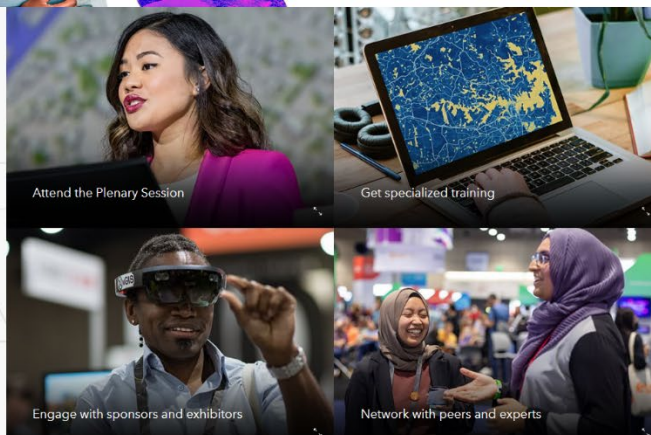 Attend the Plenary Session
Get specialized training
Engage with sponsors and exhibitors
Network with peers and experts